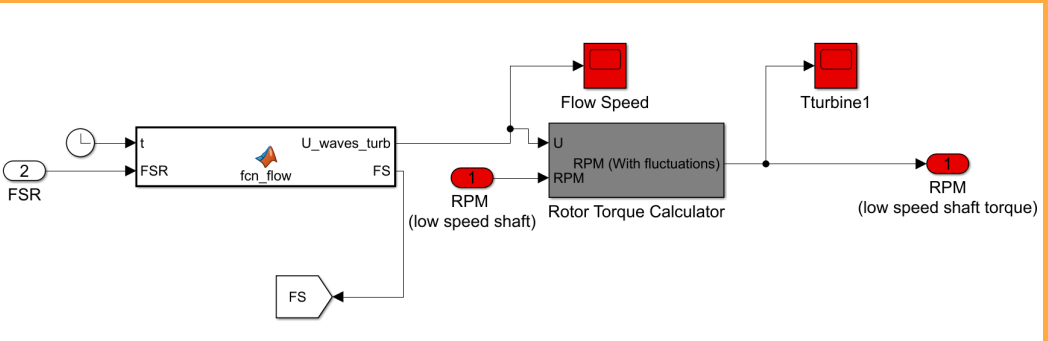 Flow Speed
Tturbine1
t
U_waves_turb
FSR
fcn_flow
FS
2
FSR
U
RPM (With fluctuations)
RPM
Rotor Torque Calculator
1
RPM
(low speed shaft)
1
RPM
(low speed shaft torque)
FS